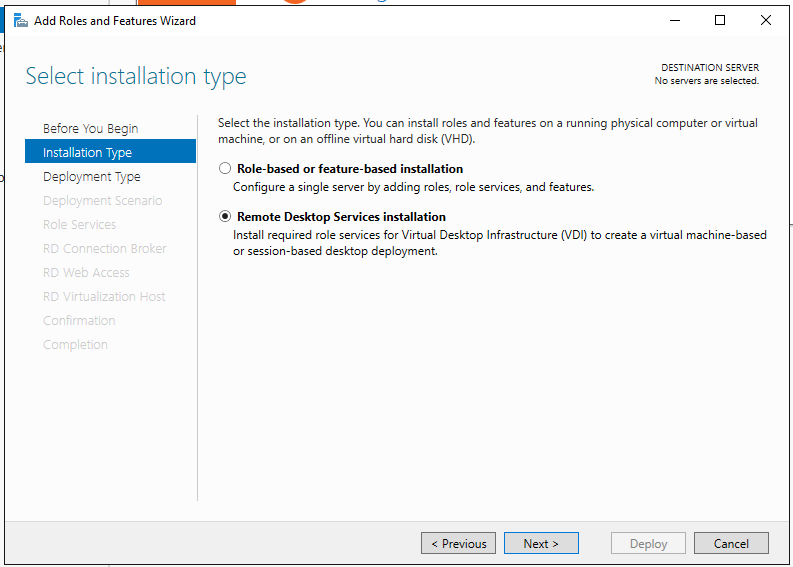 Add Roles and Features Wizard
Select installation type
DESTINATION SERVER
No servers are selected.
Before You Begin
Installation Type
Deployment Type
Deployment Scenario
Role Services
RD Connection Broker
RD Web Access
RD Virtualization Host
Confirmation
Completion
Select the installation type. You can install roles and features on a running physical computer or virtual
machine, or on an offline virtual hard disk (VHD).
Role-based or feature-based installation
Configure a single server by adding roles, role services, and features.
Remote Desktop Services installation
Install required role services for Virtual Desktop Infrastructure (VDI) to create a virtual machine-based
or session-based desktop deployment.
< Previous
Next >
Deploy
Cancel